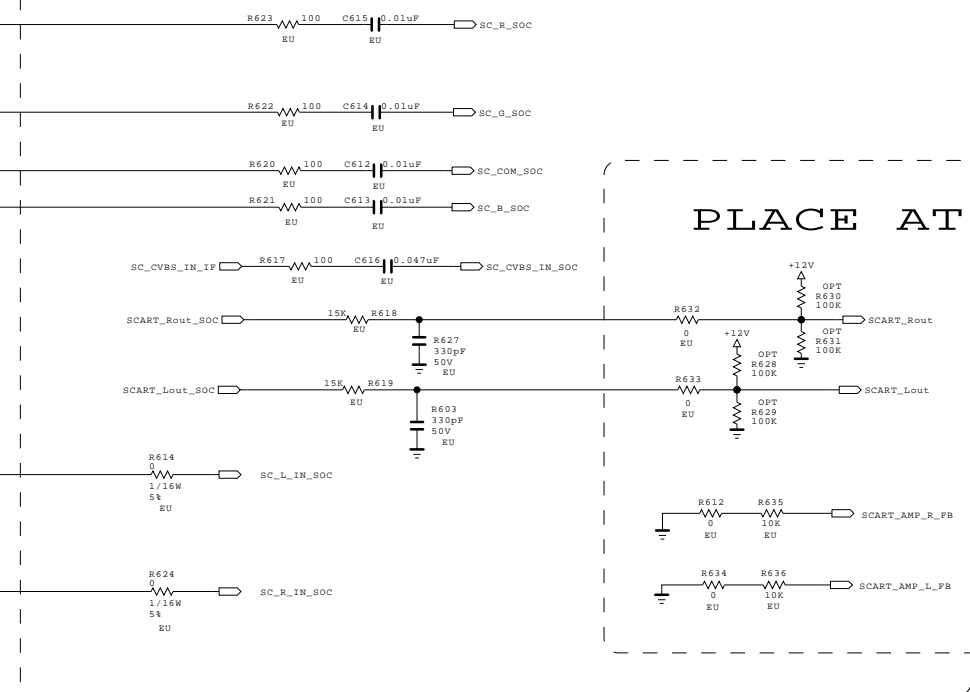 R623 100 C615 0.01uF SC_R_SOC
EU EU
R622 100 C614 0.01uF SC_G_SOC
EU EU
R620 100 C612 0.01uF SC_COM_SOC
EU EU
R621 100 C613 0.01uF SC_B_SOC
EU EU
PLACE AT
SC_CVBS_IN_IF R617 100 C616 0.047uF SC_CVBS_IN_SOC
EU EU
+12V
OPT
R630
100K
SCART_Rout_SOC 15K R618
EU
R632
0
EU
SCART_Rout
OPT
R631
100K
R627
330pF
50V
EU
+12V
OPT
R628
100K
SCART_Lout_SOC 15K R619
EU
R633
0
EU
SCART_Lout
OPT
R629
100K
R603
330pF
50V
EU
R614
0
SC_L_IN_SOC
1/16W
5%
EU
R612 R635
SCART_AMP_R_FB
0 10K
EU EU
R624
0
SC_R_IN_SOC
1/16W
5%
EU
R634 R636
SCART_AMP_L_FB
0 10K
EU EU